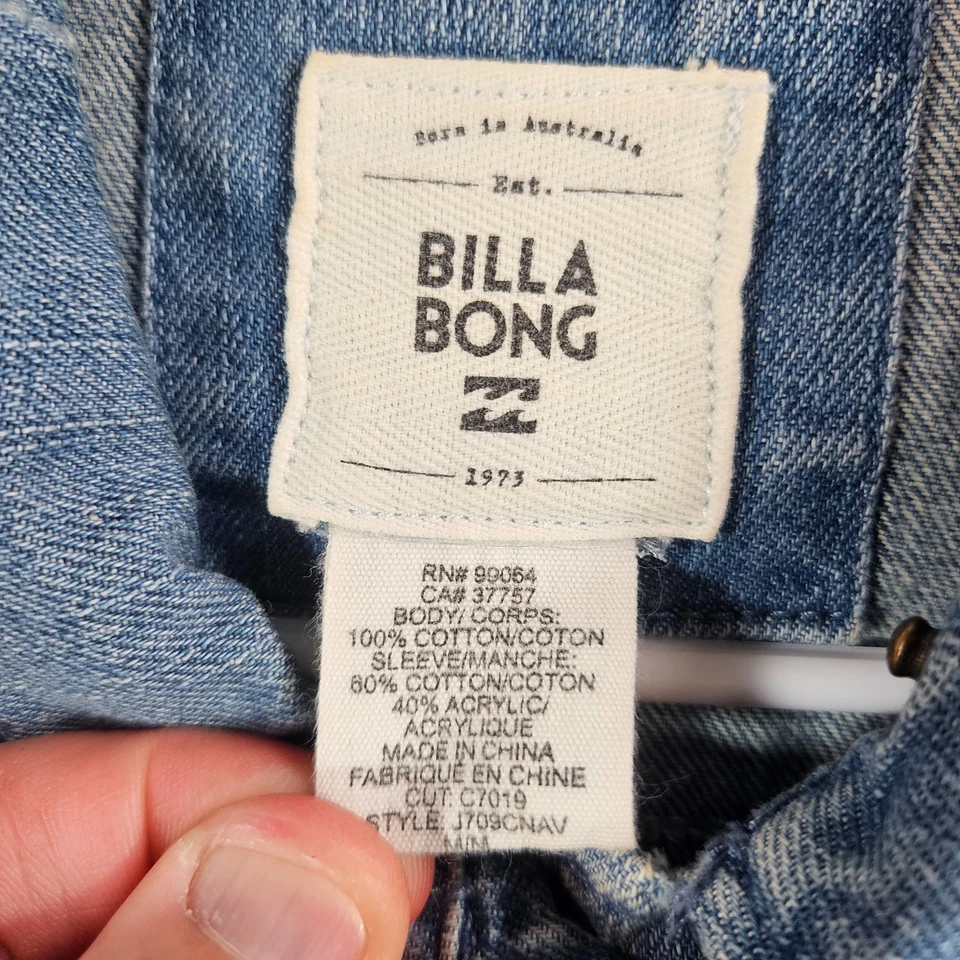 Born in Australia
Est.
BILLA
BONG
1973
RN# 99064
CA# 37757
BODY/ CORPS:
100% COTTON/COTON
SLEEVE/MANCHE:
60% COTTON/COTON
40% ACRYLIC/
ACRYLIQUE
MADE IN CHINA
FABRIQUÉ EN CHINE
CUT: C7019
STYLE J709CNAV
M/M